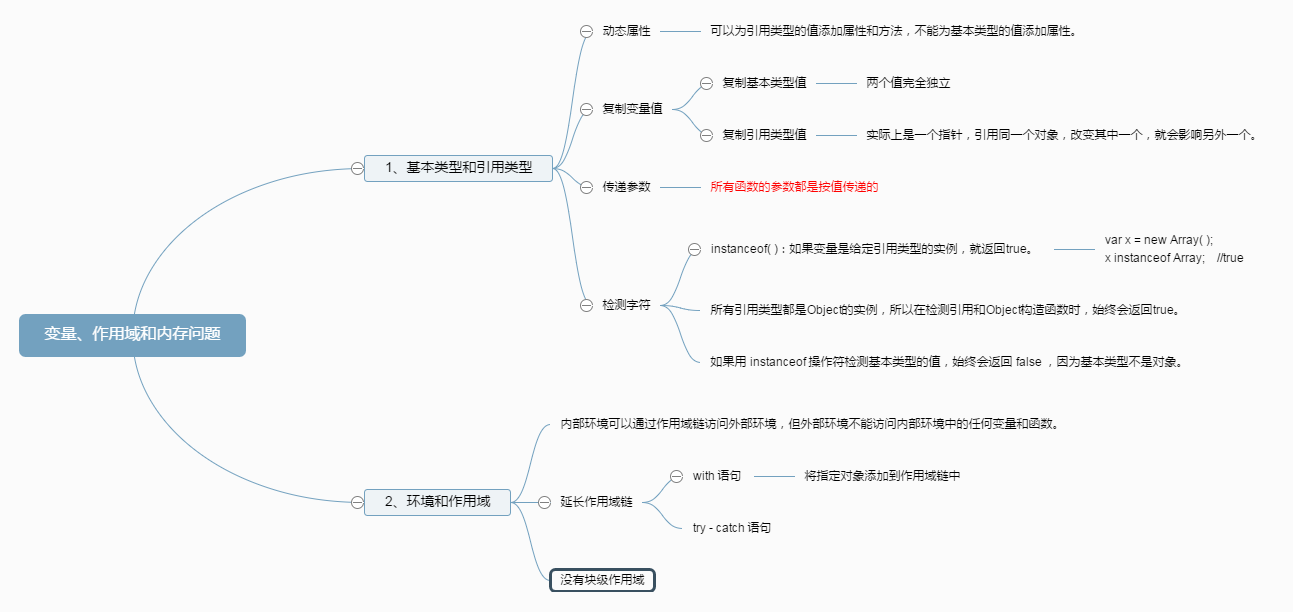 变量、作用域和内存问题
1、基本类型和引用类型
动态属性
可以为引用类型的值添加属性和方法，不能为基本类型的值添加属性。
复制变量值
复制基本类型值
两个值完全独立
复制引用类型值
实际上是一个指针，引用同一个对象，改变其中一个，就会影响另外一个。
传递参数
所有函数的参数都是按值传递的
检测字符
instanceof( )：如果变量是给定引用类型的实例，就返回true。
var x = new Array( );
x instanceof Array; //true
所有引用类型都是Object的实例，所以在检测引用和Object构造函数时，始终会返回true。
如果用 instanceof 操作符检测基本类型的值，始终会返回 false ，因为基本类型不是对象。
2、环境和作用域
内部环境可以通过作用域链访问外部环境，但外部环境不能访问内部环境中的任何变量和函数。
延长作用域链
with 语句
将指定对象添加到作用域链中
try - catch 语句
没有块级作用域